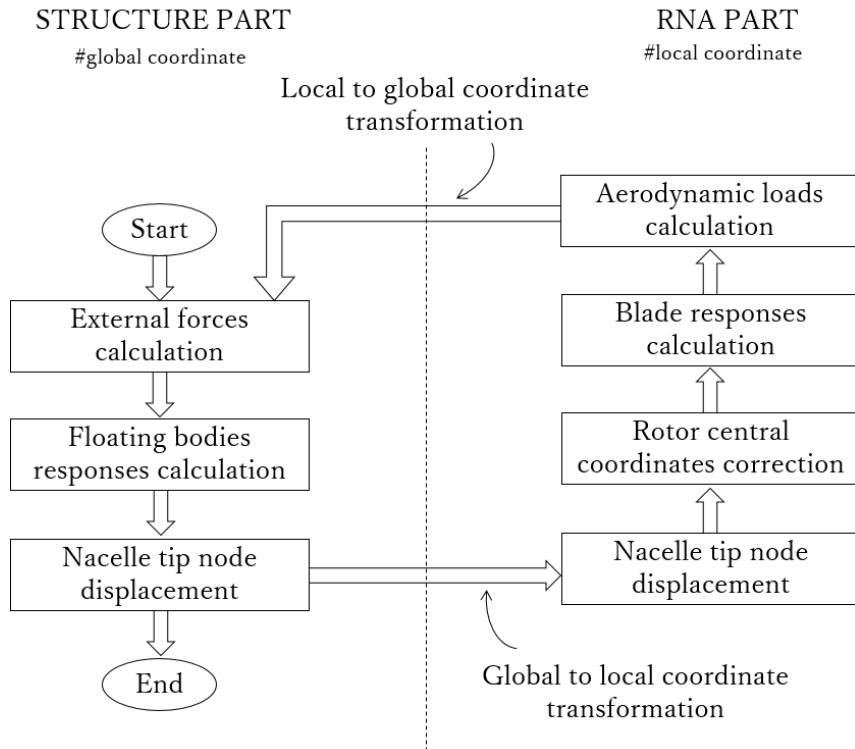 STRUCTURE PART
#global coordinate
RNA PART
#local coordinate
Local to global coordinate
transformation
Start
External forces
calculation
Floating bodies
responses calculation
Nacelle tip node
displacement
End
Aerodynamic loads
calculation
Blade responses
calculation
Rotor central
coordinates correction
Nacelle tip node
displacement
Global to local coordinate
transformation